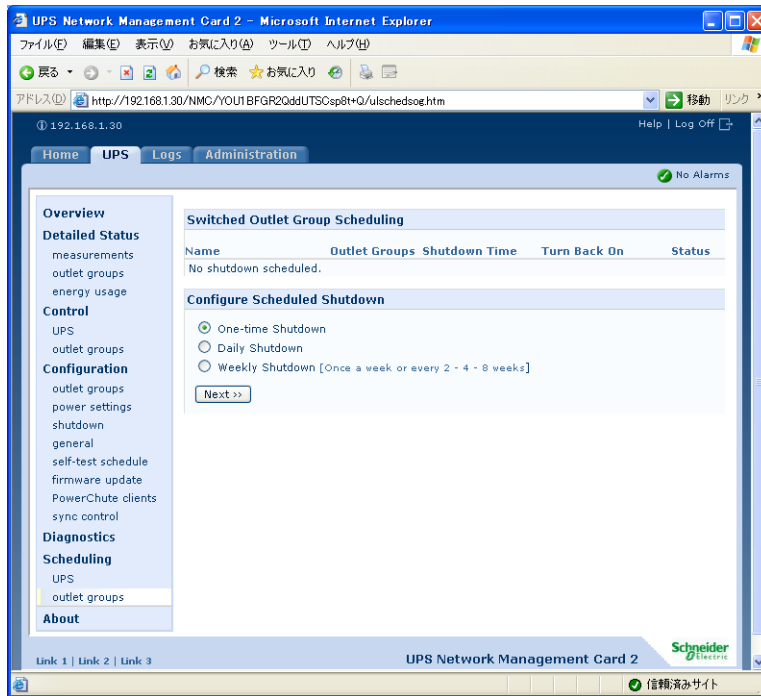 UPS Network Management Card 2 - Microsoft Internet Explorer
ファイル(F) 編集(E) 表示(V) お気に入り(A) ツール(T) ヘルプ(H)
戻る 検索 お気に入り
アドレス(D) http://192.168.1.30/NMC/YOU1BFGR2QddUTSCsp8t+Q/ulschedsog.htm 移動 リンク »
192.168.1.30 Help | Log Off
Home UPS Logs Administration
No Alarms
Overview
Detailed Status
measurements
outlet groups
energy usage
Control
UPS
outlet groups
Configuration
outlet groups
power settings
shutdown
general
self-test schedule
firmware update
PowerChute clients
sync control
Diagnostics
Scheduling
UPS
outlet groups
About
Switched Outlet Group Scheduling
Name Outlet Groups Shutdown Time Turn Back On Status
No shutdown scheduled.
Configure Scheduled Shutdown
One-time Shutdown
Daily Shutdown
Weekly Shutdown [Once a week or every 2 - 4 - 8 weeks]
Next >>
Link 1 | Link 2 | Link 3
UPS Network Management Card 2
Schneider Electric
信頼済みサイト